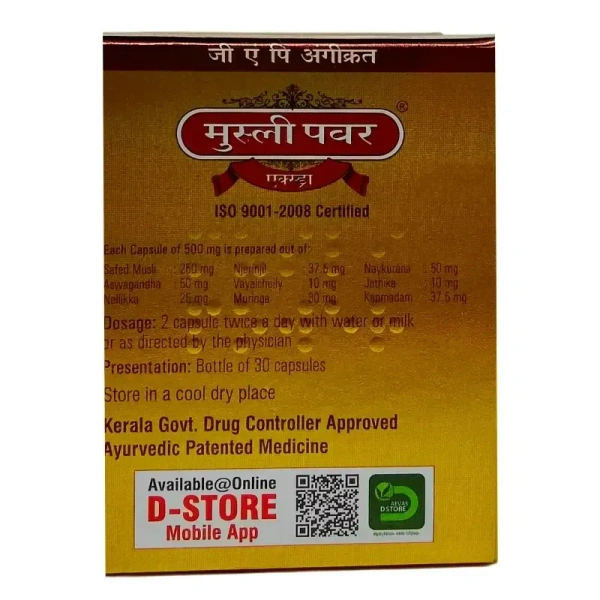 जी एं पि अंगीक्रत
मुस्ली पवर ®
एक्स्ट्रा
ISO 9001-2008 Certified
Each Capsule of 500 mg is prepared out of:
Safed Musli 250 mg Njerinjil 37.5 mg Naykurana 50 mg
Aswagandha 50 mg Vayalchully 10 mg Jathika 10 mg
Nellikka 25 mg Muringa 30 mg Kanmadam 37.5 mg
Dosage: 2 capsule twice a day with water or milk
or as directed by the physician
Presentation: Bottle of 30 capsules
Store in a cool dry place
Kerala Govt. Drug Controller Approved
Ayurvedic Patented Medicine
Available@Online
D-STORE
Mobile App
D STORE